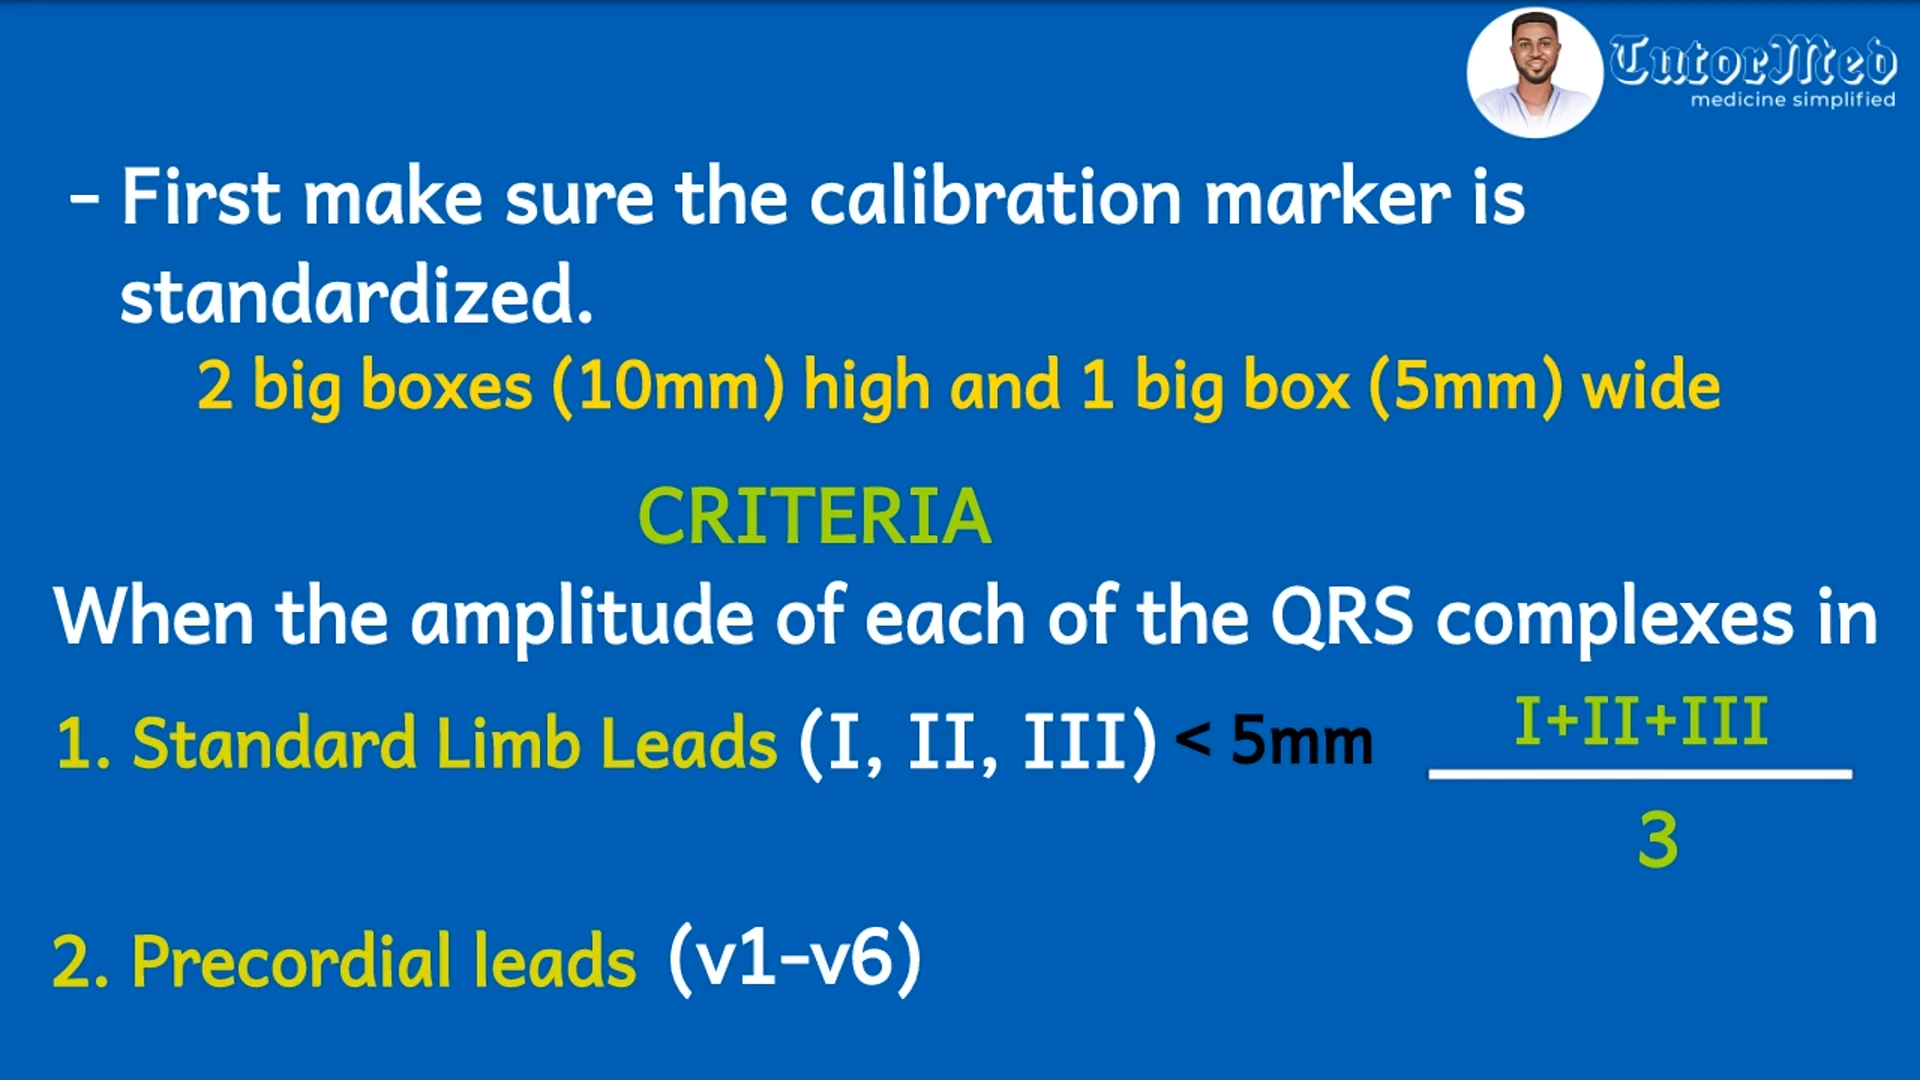 TutorMed
medicine simplified
- First make sure the calibration marker is
standardized.
2 big boxes (10mm) high and 1 big box (5mm) wide
CRITERIA
When the amplitude of each of the QRS complexes in
1. Standard Limb Leads (I, II, III) < 5mm
I+II+III
3
2. Precordial leads (v1-v6)